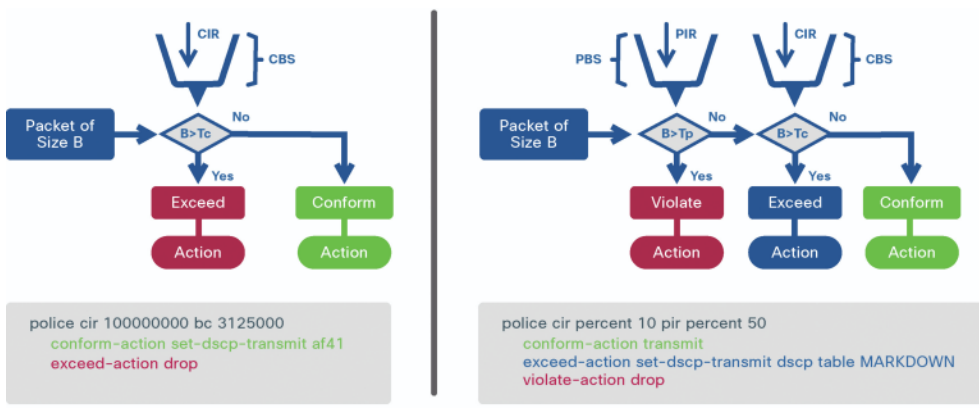 CIR
CBS
Packet of
Size B
B>Tc
No
Yes
Exceed
Conform
Action
Action
police cir 100000000 bc 3125000
conform-action set-dscp-transmit af41
exceed-action drop
PIR
CIR
PBS
CBS
Packet of
Size B
B>Tp
No
B>Tc
No
Yes
Yes
Violate
Exceed
Conform
Action
Action
Action
police cir percent 10 pir percent 50
conform-action transmit
exceed-action set-dscp-transmit dscp table MARKDOWN
violate-action drop